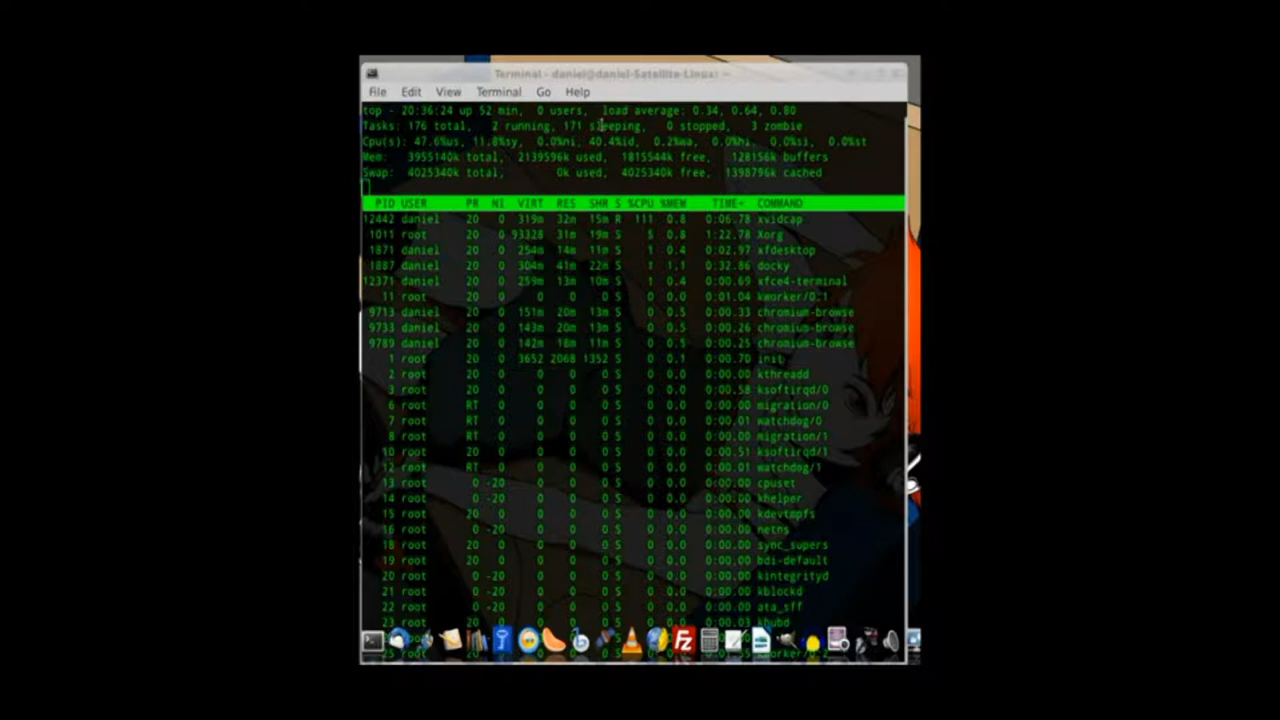 Terminal - daniel@daniel-Satellite-Linux: ~
File Edit View Terminal Go Help
top - 20:36:24 up 52 min, 0 users, load average: 0.34, 0.64, 0.80
Tasks: 176 total, 2 running, 171 sleeping, 0 stopped, 3 zombie
Cpu(s): 47.6%us, 11.8%sy, 0.0%ni, 40.4%id, 0.2%wa, 0.0%hi, 0.0%si, 0.0%st
Mem: 3955140k total, 2139596k used, 1815544k free, 128156k buffers
Swap: 4025340k total, 0k used, 4025340k free, 1398796k cached
PID USER PR NI VIRT RES SHR S %CPU %MEM TIME+ COMMAND
12442 daniel 20 0 319m 32m 15m R 111 0.8 0:06.78 xvidcap
1011 root 20 0 93328 31m 19m S 5 0.8 1:22.78 Xorg
1871 daniel 20 0 254m 14m 11m S 1 0.4 0:02.97 xfdesktop
1887 daniel 20 0 304m 41m 22m S 1 1.1 0:32.86 docky
12371 daniel 20 0 259m 13m 10m S 1 0.4 0:00.69 xfce4-terminal
11 root 20 0 0 0 0 S 0 0.0 0:01.04 kworker/0:1
9713 daniel 20 0 151m 20m 13m S 0 0.5 0:00.33 chromium-browse
9733 daniel 20 0 143m 20m 13m S 0 0.5 0:00.26 chromium-browse
9789 daniel 20 0 142m 18m 11m S 0 0.5 0:00.25 chromium-browse
1 root 20 0 3652 2068 1352 S 0 0.1 0:00.70 init
2 root 20 0 0 0 0 S 0 0.0 0:00.00 kthreadd
3 root 20 0 0 0 0 S 0 0.0 0:00.58 ksoftirqd/0
6 root RT 0 0 0 0 S 0 0.0 0:00.00 migration/0
7 root RT 0 0 0 0 S 0 0.0 0:00.01 watchdog/0
8 root RT 0 0 0 0 S 0 0.0 0:00.00 migration/1
10 root 20 0 0 0 0 S 0 0.0 0:00.51 ksoftirqd/1
12 root RT 0 0 0 0 S 0 0.0 0:00.01 watchdog/1
13 root 0 -20 0 0 0 S 0 0.0 0:00.00 cpuset
14 root 0 -20 0 0 0 S 0 0.0 0:00.00 khelper
15 root 20 0 0 0 0 S 0 0.0 0:00.00 kdevtmpfs
16 root 0 -20 0 0 0 S 0 0.0 0:00.00 netns
18 root 20 0 0 0 0 S 0 0.0 0:00.00 sync_supers
19 root 20 0 0 0 0 S 0 0.0 0:00.00 bdi-default
20 root 0 -20 0 0 0 S 0 0.0 0:00.00 kintegrityd
21 root 0 -20 0 0 0 S 0 0.0 0:00.00 kblockd
22 root 0 -20 0 0 0 S 0 0.0 0:00.00 ata_sff
23 root 20 0 0 0 0 S 0 0.0 0:00.00 khubd
Fz
25 root